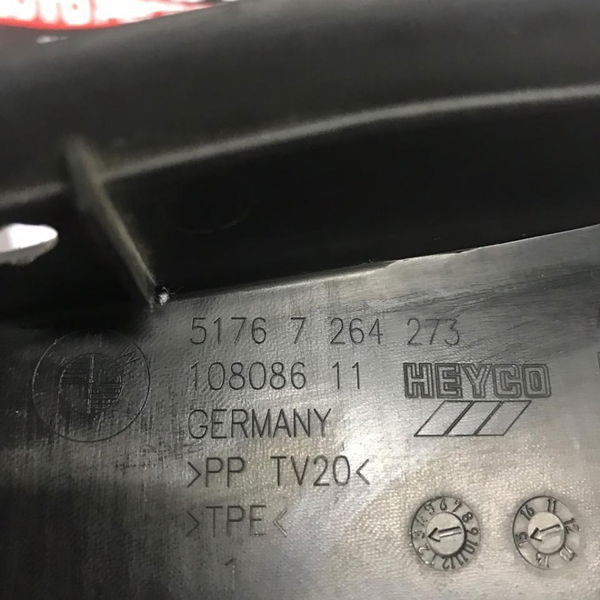 5176 7 264 273
108086 11
HEYCO
GERMANY
>PP TV20<
>TPE<
1